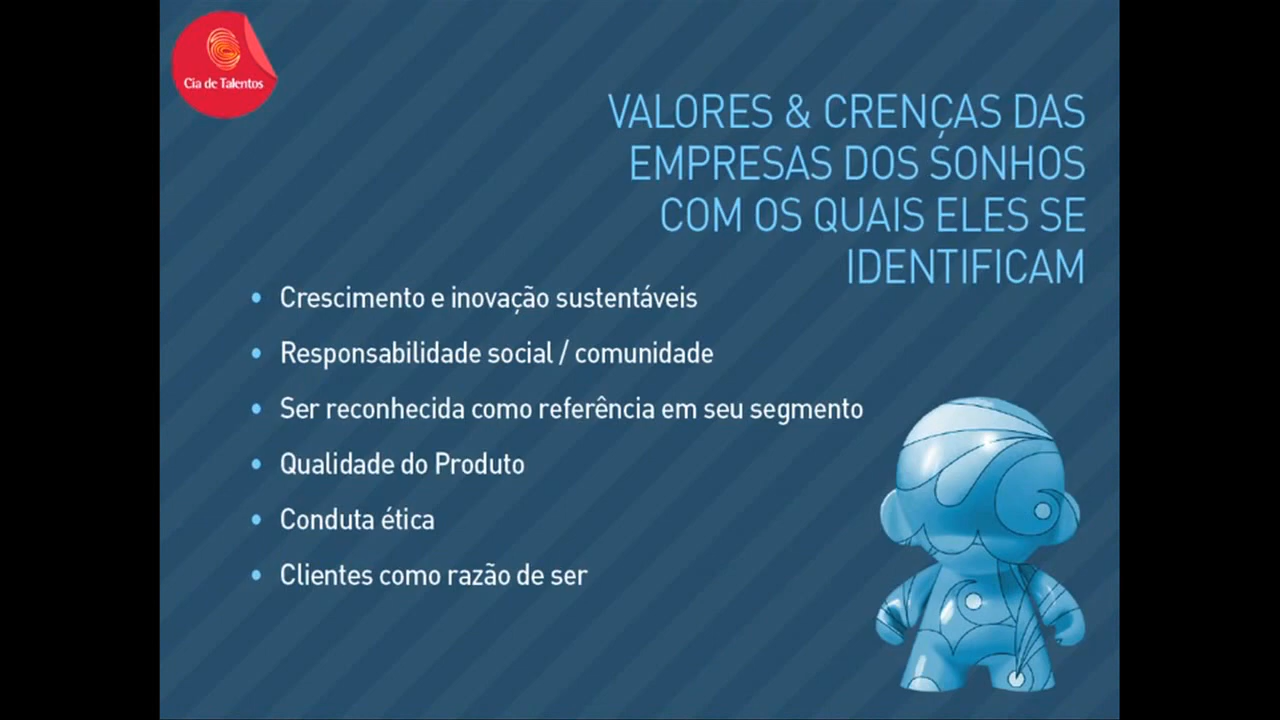 Cia de Talentos
VALORES & CRENÇAS DAS
EMPRESAS DOS SONHOS
COM OS QUAIS ELES SE
IDENTIFICAM
• Crescimento e inovação sustentáveis
• Responsabilidade social / comunidade
• Ser reconhecida como referência em seu segmento
• Qualidade do Produto
• Conduta ética
• Clientes como razão de ser